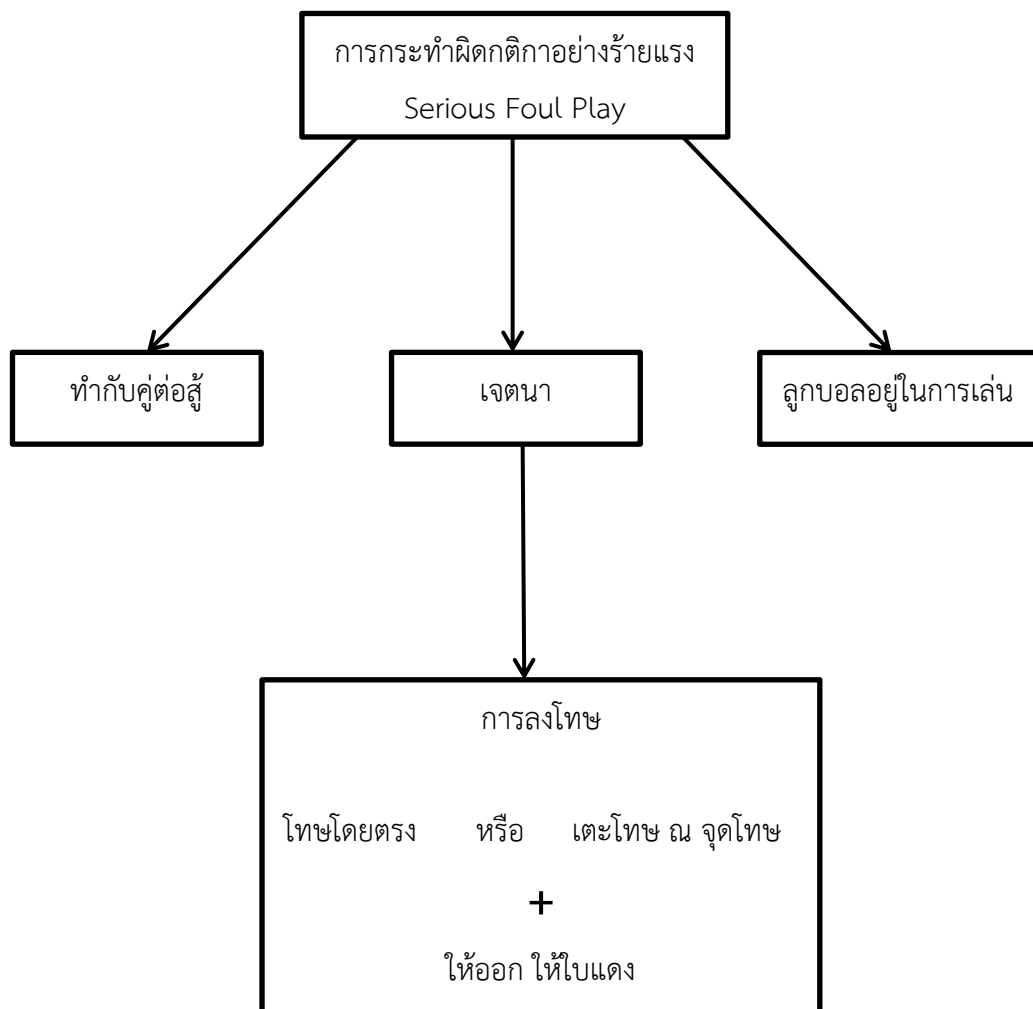 การกระทำผิดกติกาอย่างร้ายแรง
Serious Foul Play
ทำกับคู่ต่อสู้
เจตนา
ลูกบอลอยู่ในการเล่น
การลงโทษ
โทษโดยตรง หรือ เตะโทษ ณ จุดโทษ
+
ให้ออก ให้ใบแดง